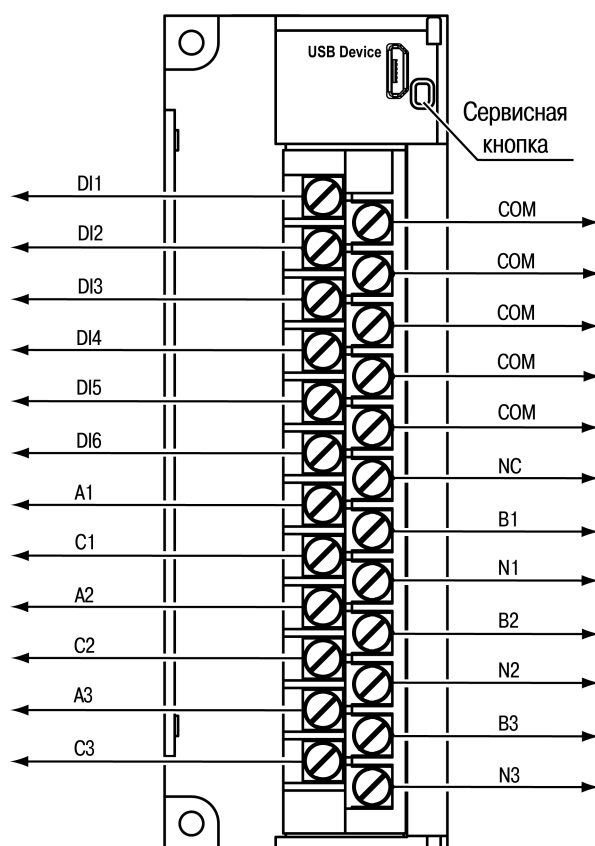 USB Device
Сервисная
кнопка
DI1
COM
DI2
COM
DI3
COM
DI4
COM
DI5
COM
DI6
NC
A1
B1
C1
N1
A2
B2
C2
N2
A3
B3
C3
N3